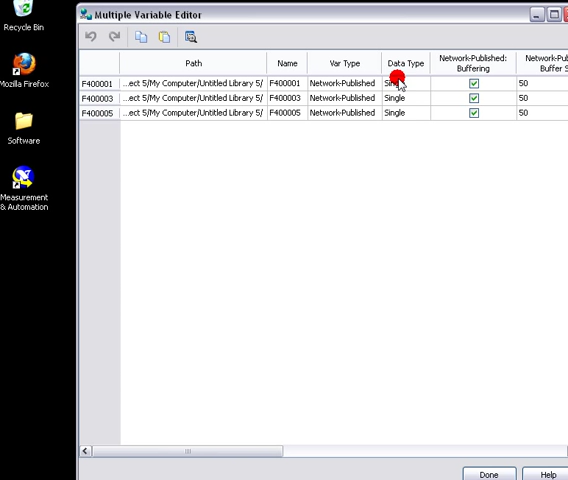 Recycle Bin
Mozilla Firefox
Software
Measurement
& Automation
Multiple Variable Editor
Path Name Var Type Data Type Network-Published: Buffering
Buffer S
F400001 ...ect 5/My Computer/Untitled Library 5/ F400001 Network-Published 50
F400003 ...ect 5/My Computer/Untitled Library 5/ F400003 Network-Published Single 50
F400005 ...ect 5/My Computer/Untitled Library 5/ F400005 Network-Published Single 50
Done Help